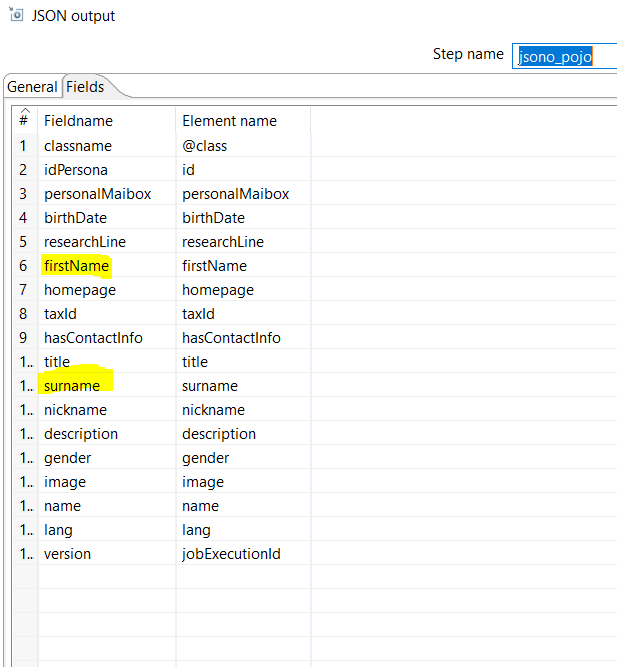 JSON output
Step name jsono_pojo
General Fields
# Fieldname Element name
1 classname @class
2 idPersona id
3 personalMaibox personalMaibox
4 birthDate birthDate
5 researchLine researchLine
6 firstName firstName
7 homepage homepage
8 taxId taxId
9 hasContactInfo hasContactInfo
1.. title title
1.. surname surname
1.. nickname nickname
1.. description description
1.. gender gender
1.. image image
1.. name name
1.. lang lang
1.. version jobExecutionId